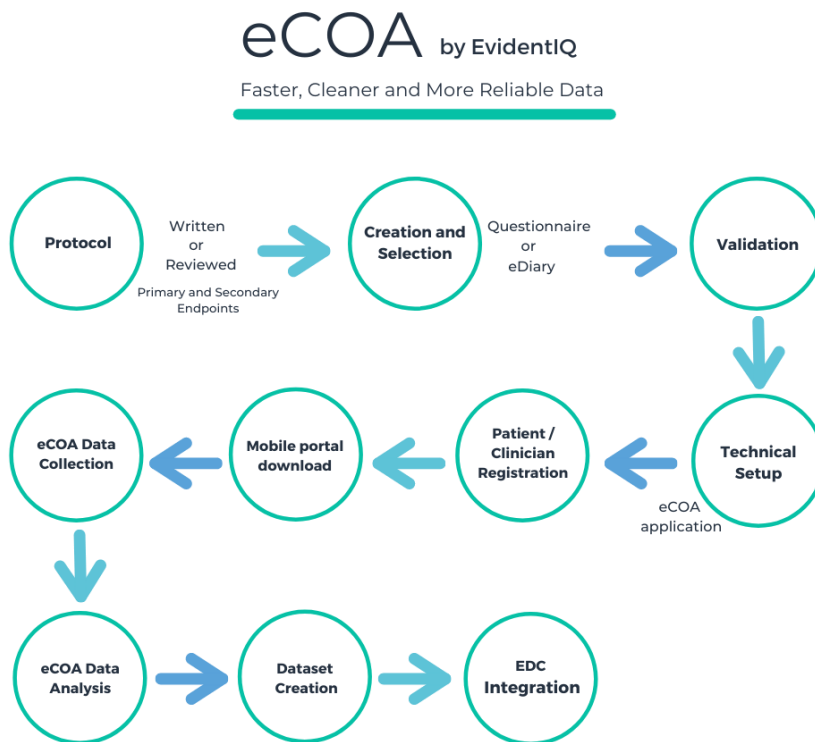 eCOA by EvidentIQ
Faster, Cleaner and More Reliable Data
Protocol
Written
or
Reviewed
Primary and Secondary
Endpoints
Creation and
Selection
Questionnaire
or
eDiary
Validation
Technical
Setup
eCOA
application
Patient /
Clinician
Registration
Mobile portal
download
eCOA Data
Collection
eCOA Data
Analysis
Dataset
Creation
EDC
Integration